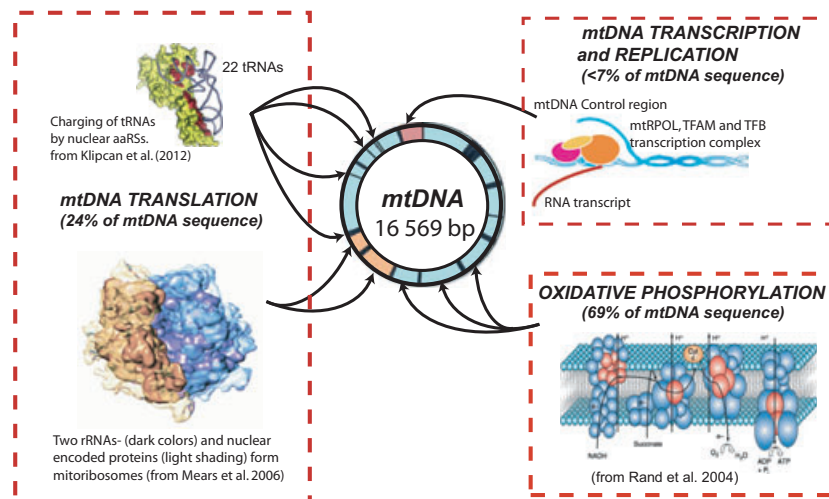 22 tRNAs
Charging of tRNAs
by nuclear aaRSs.
from Klipcan et al. (2012)
mtDNA TRANSLATION
(24% of mtDNA sequence)
Two rRNAs- (dark colors) and nuclear
encoded proteins (light shading) form
mitoribosomes (from Mears et al. 2006)
mtDNA
16 569 bp
mtDNA TRANSCRIPTION
and REPLICATION
(<7% of mtDNA sequence)
mtDNA Control region
mtRPOL, TFAM and TFB
transcription complex
RNA transcript
OXIDATIVE PHOSPHORYLATION
(69% of mtDNA sequence)
H+
H+
H+
H+
NADH
Succinate
e-
O2
H2O
ADP
+ Pi
ATP
(from Rand et al. 2004)